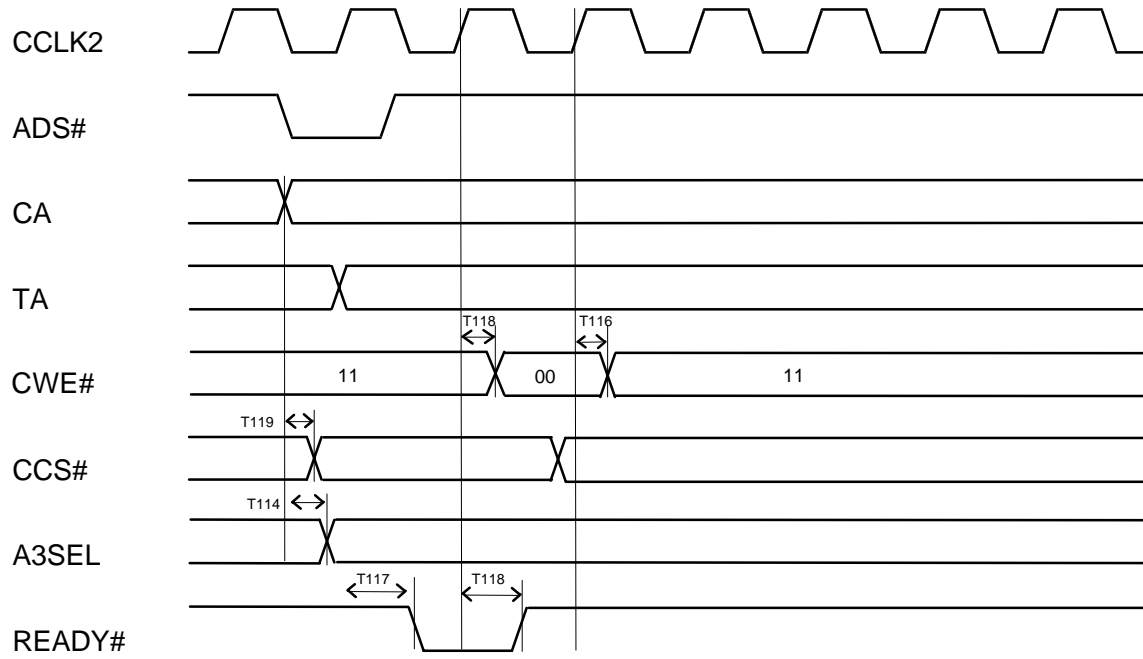 CCLK2
ADS#
CA
TA
T118 T116
CWE# 11 00 11
T119
CCS#
T114
A3SEL
T117 T118
READY#